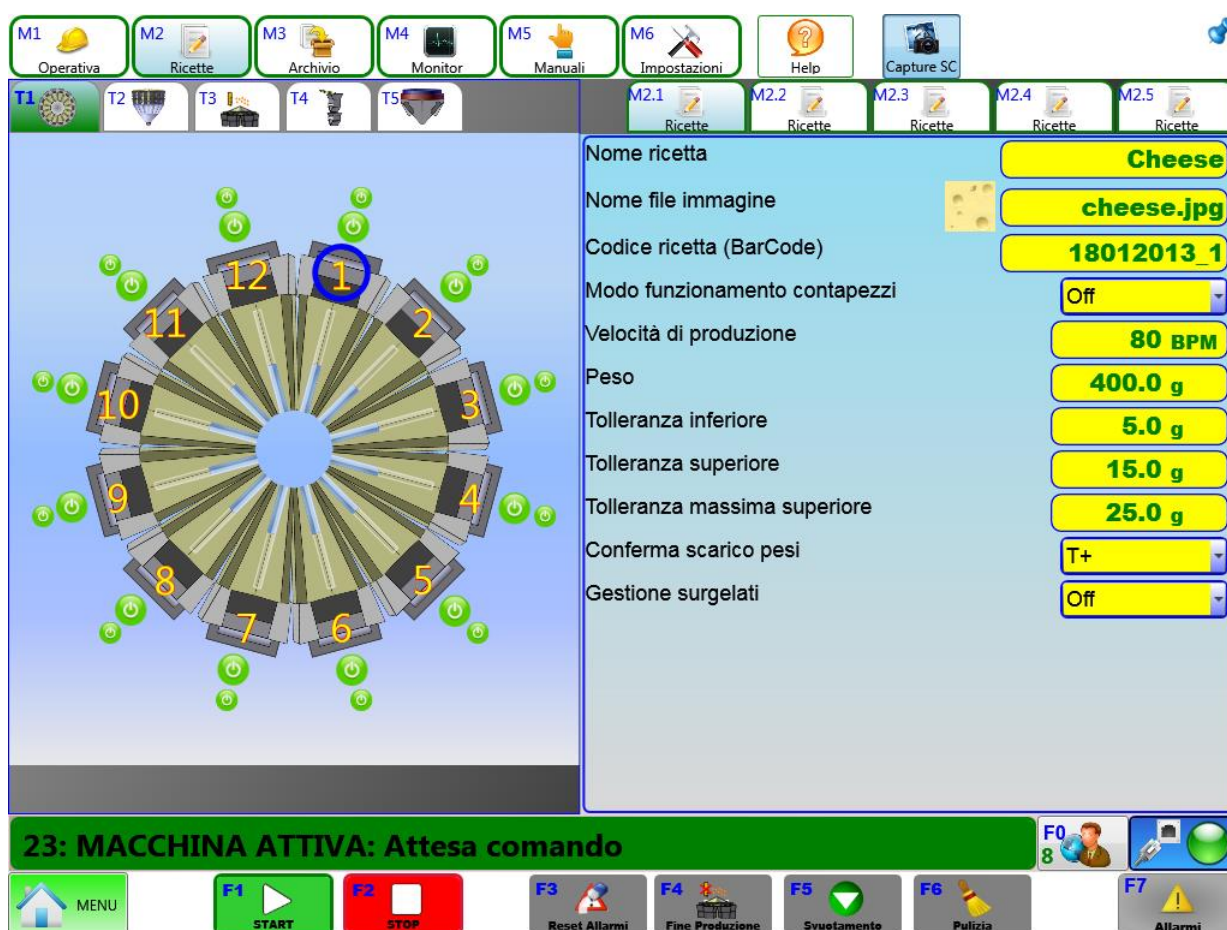 M1 Operativa
M2 Ricette
M3 Archivio
M4 Monitor
M5 Manuali
M6 Impostazioni
Help
Capture SC
T1
T2
T3
T4
T5
M2.1 Ricette
M2.2 Ricette
M2.3 Ricette
M2.4 Ricette
M2.5 Ricette
12
1
11
2
10
3
9
4
8
5
7
6
Nome ricetta Cheese
Nome file immagine cheese.jpg
Codice ricetta (BarCode) 18012013_1
Modo funzionamento contapezzi Off
Velocità di produzione 80 BPM
Peso 400.0 g
Tolleranza inferiore 5.0 g
Tolleranza superiore 15.0 g
Tolleranza massima superiore 25.0 g
Conferma scarico pesi T+
Gestione surgelati Off
23: MACCHINA ATTIVA: Attesa comando
F0
8
MENU
F1 START
F2 STOP
F3 Reset Allarmi
F4 Fine Produzione
F5 Svuotamento
F6 Pulizia
F7 Allarmi